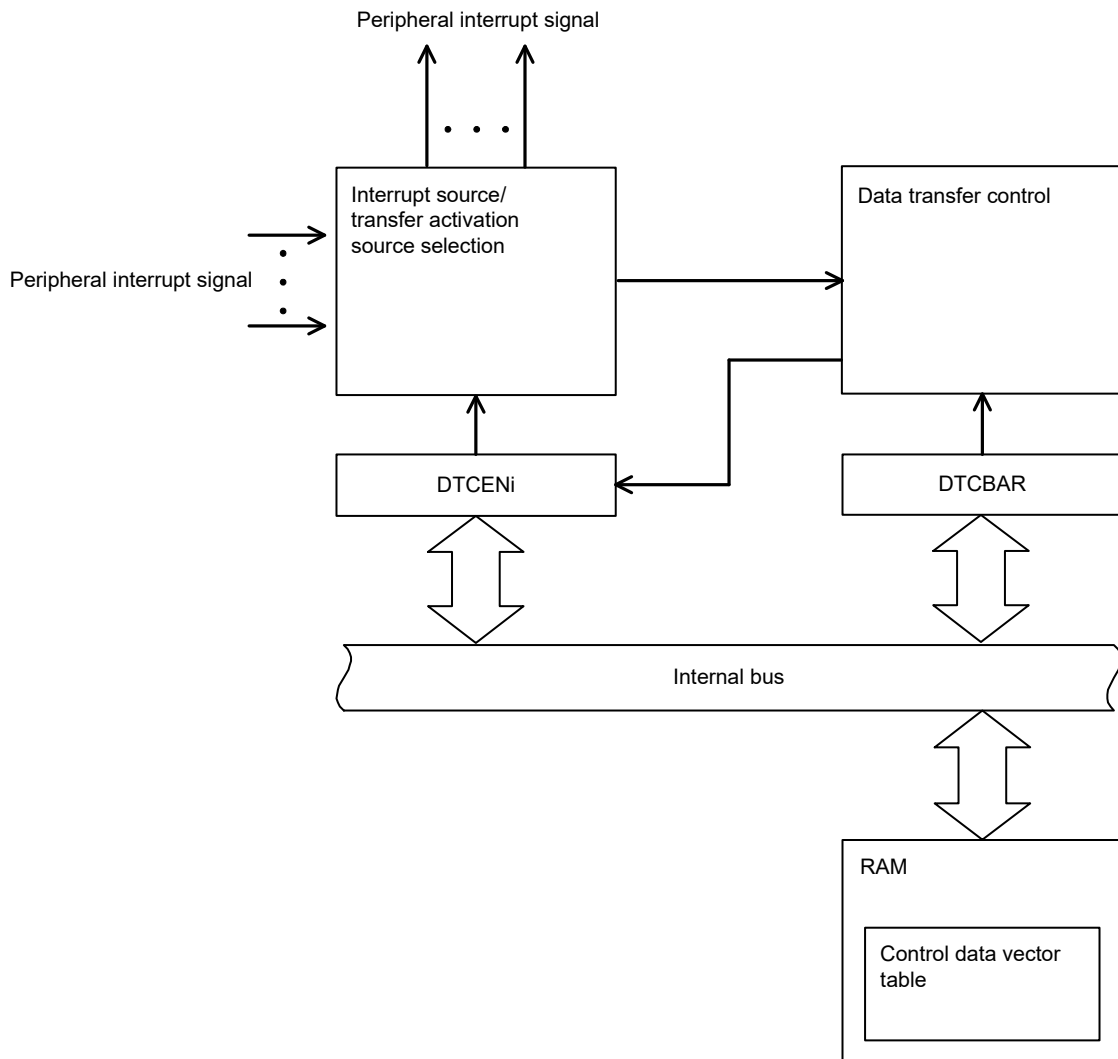 Peripheral interrupt signal
Interrupt source/
transfer activation
source selection
Data transfer control
Peripheral interrupt signal
DTCENi
DTCBAR
Internal bus
RAM
Control data vector
table